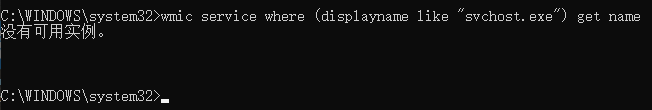 C:\WINDOWS\system32>wmic service where (displayname like "svchost.exe") get name
没有可用实例。
C:\WINDOWS\system32>